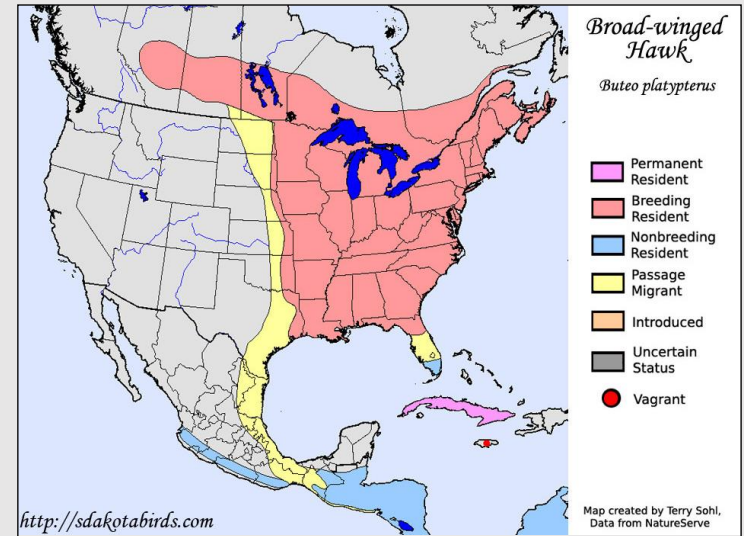 Broad-winged
Hawk
Buteo platypterus
Permanent
Resident
Breeding
Resident
Nonbreeding
Resident
Passage
Migrant
Introduced
Uncertain
Status
Vagrant
http://sdakotabirds.com
Map created by Terry Sohl,
Data from NatureServe